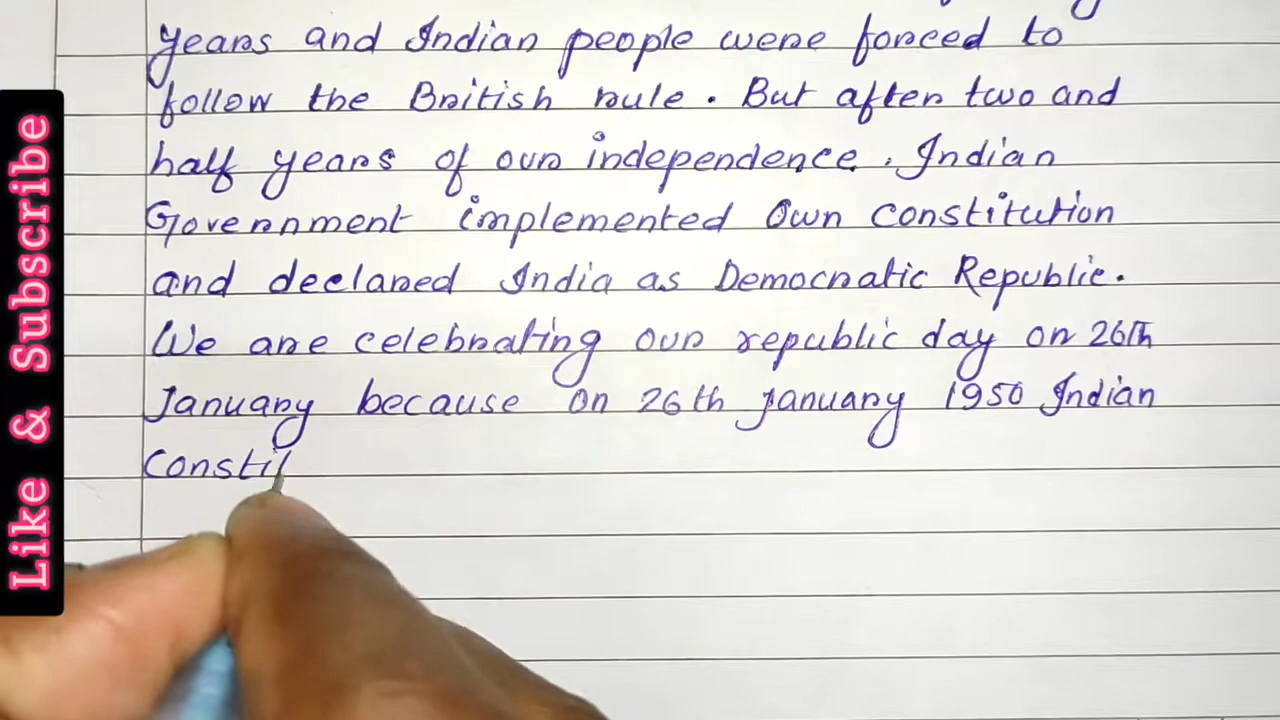 years and Indian people were forced to
follow the British rule. But after two and
half years of our independence. Indian
Government implemented Own constitution
and declared India as Democratic Republic.
We are celebrating our republic day on 26th
January because on 26th january 1950 Indian
Consti
Like & Subscribe